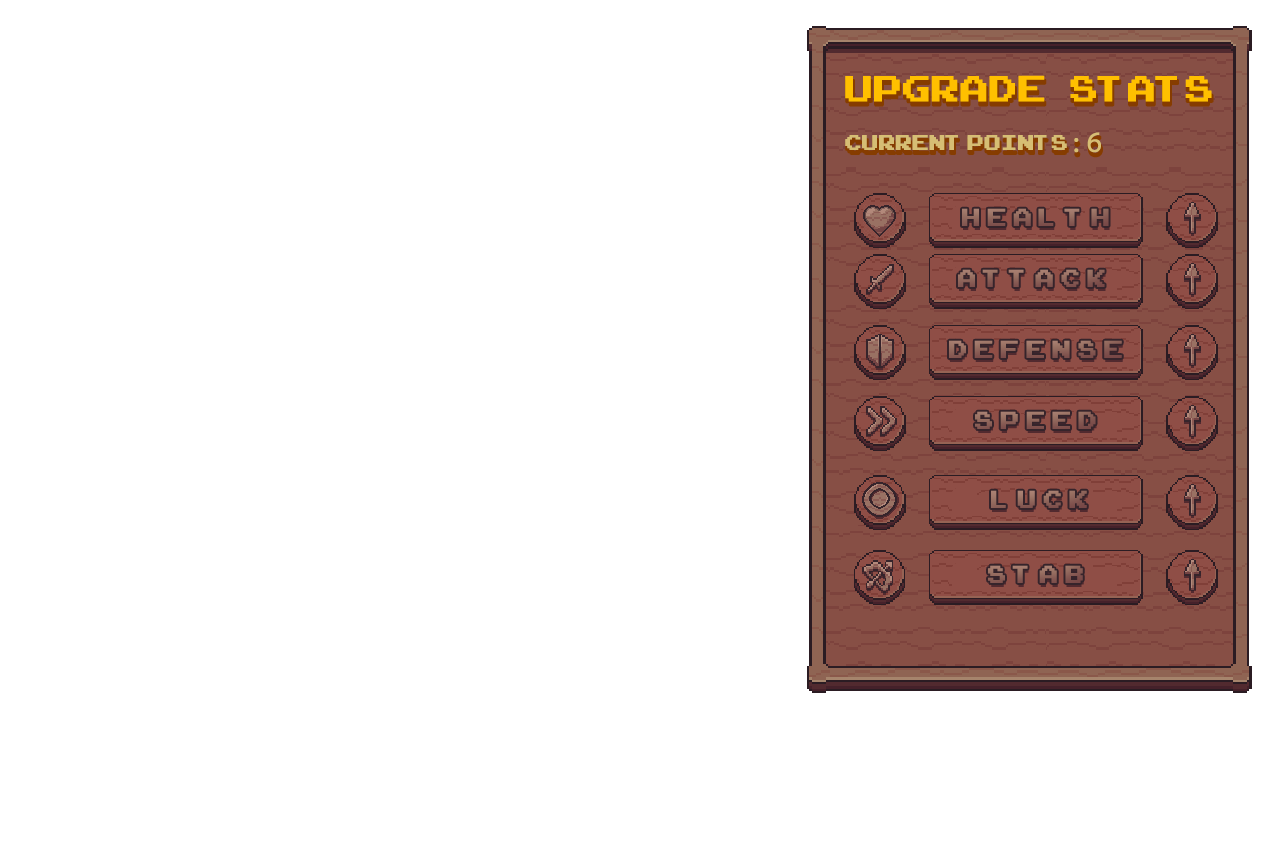 UPGRADE STATS
CURRENT POINTS:6
HEALTH
ATTACK
DEFENSE
SPEED
LUCK
STAB